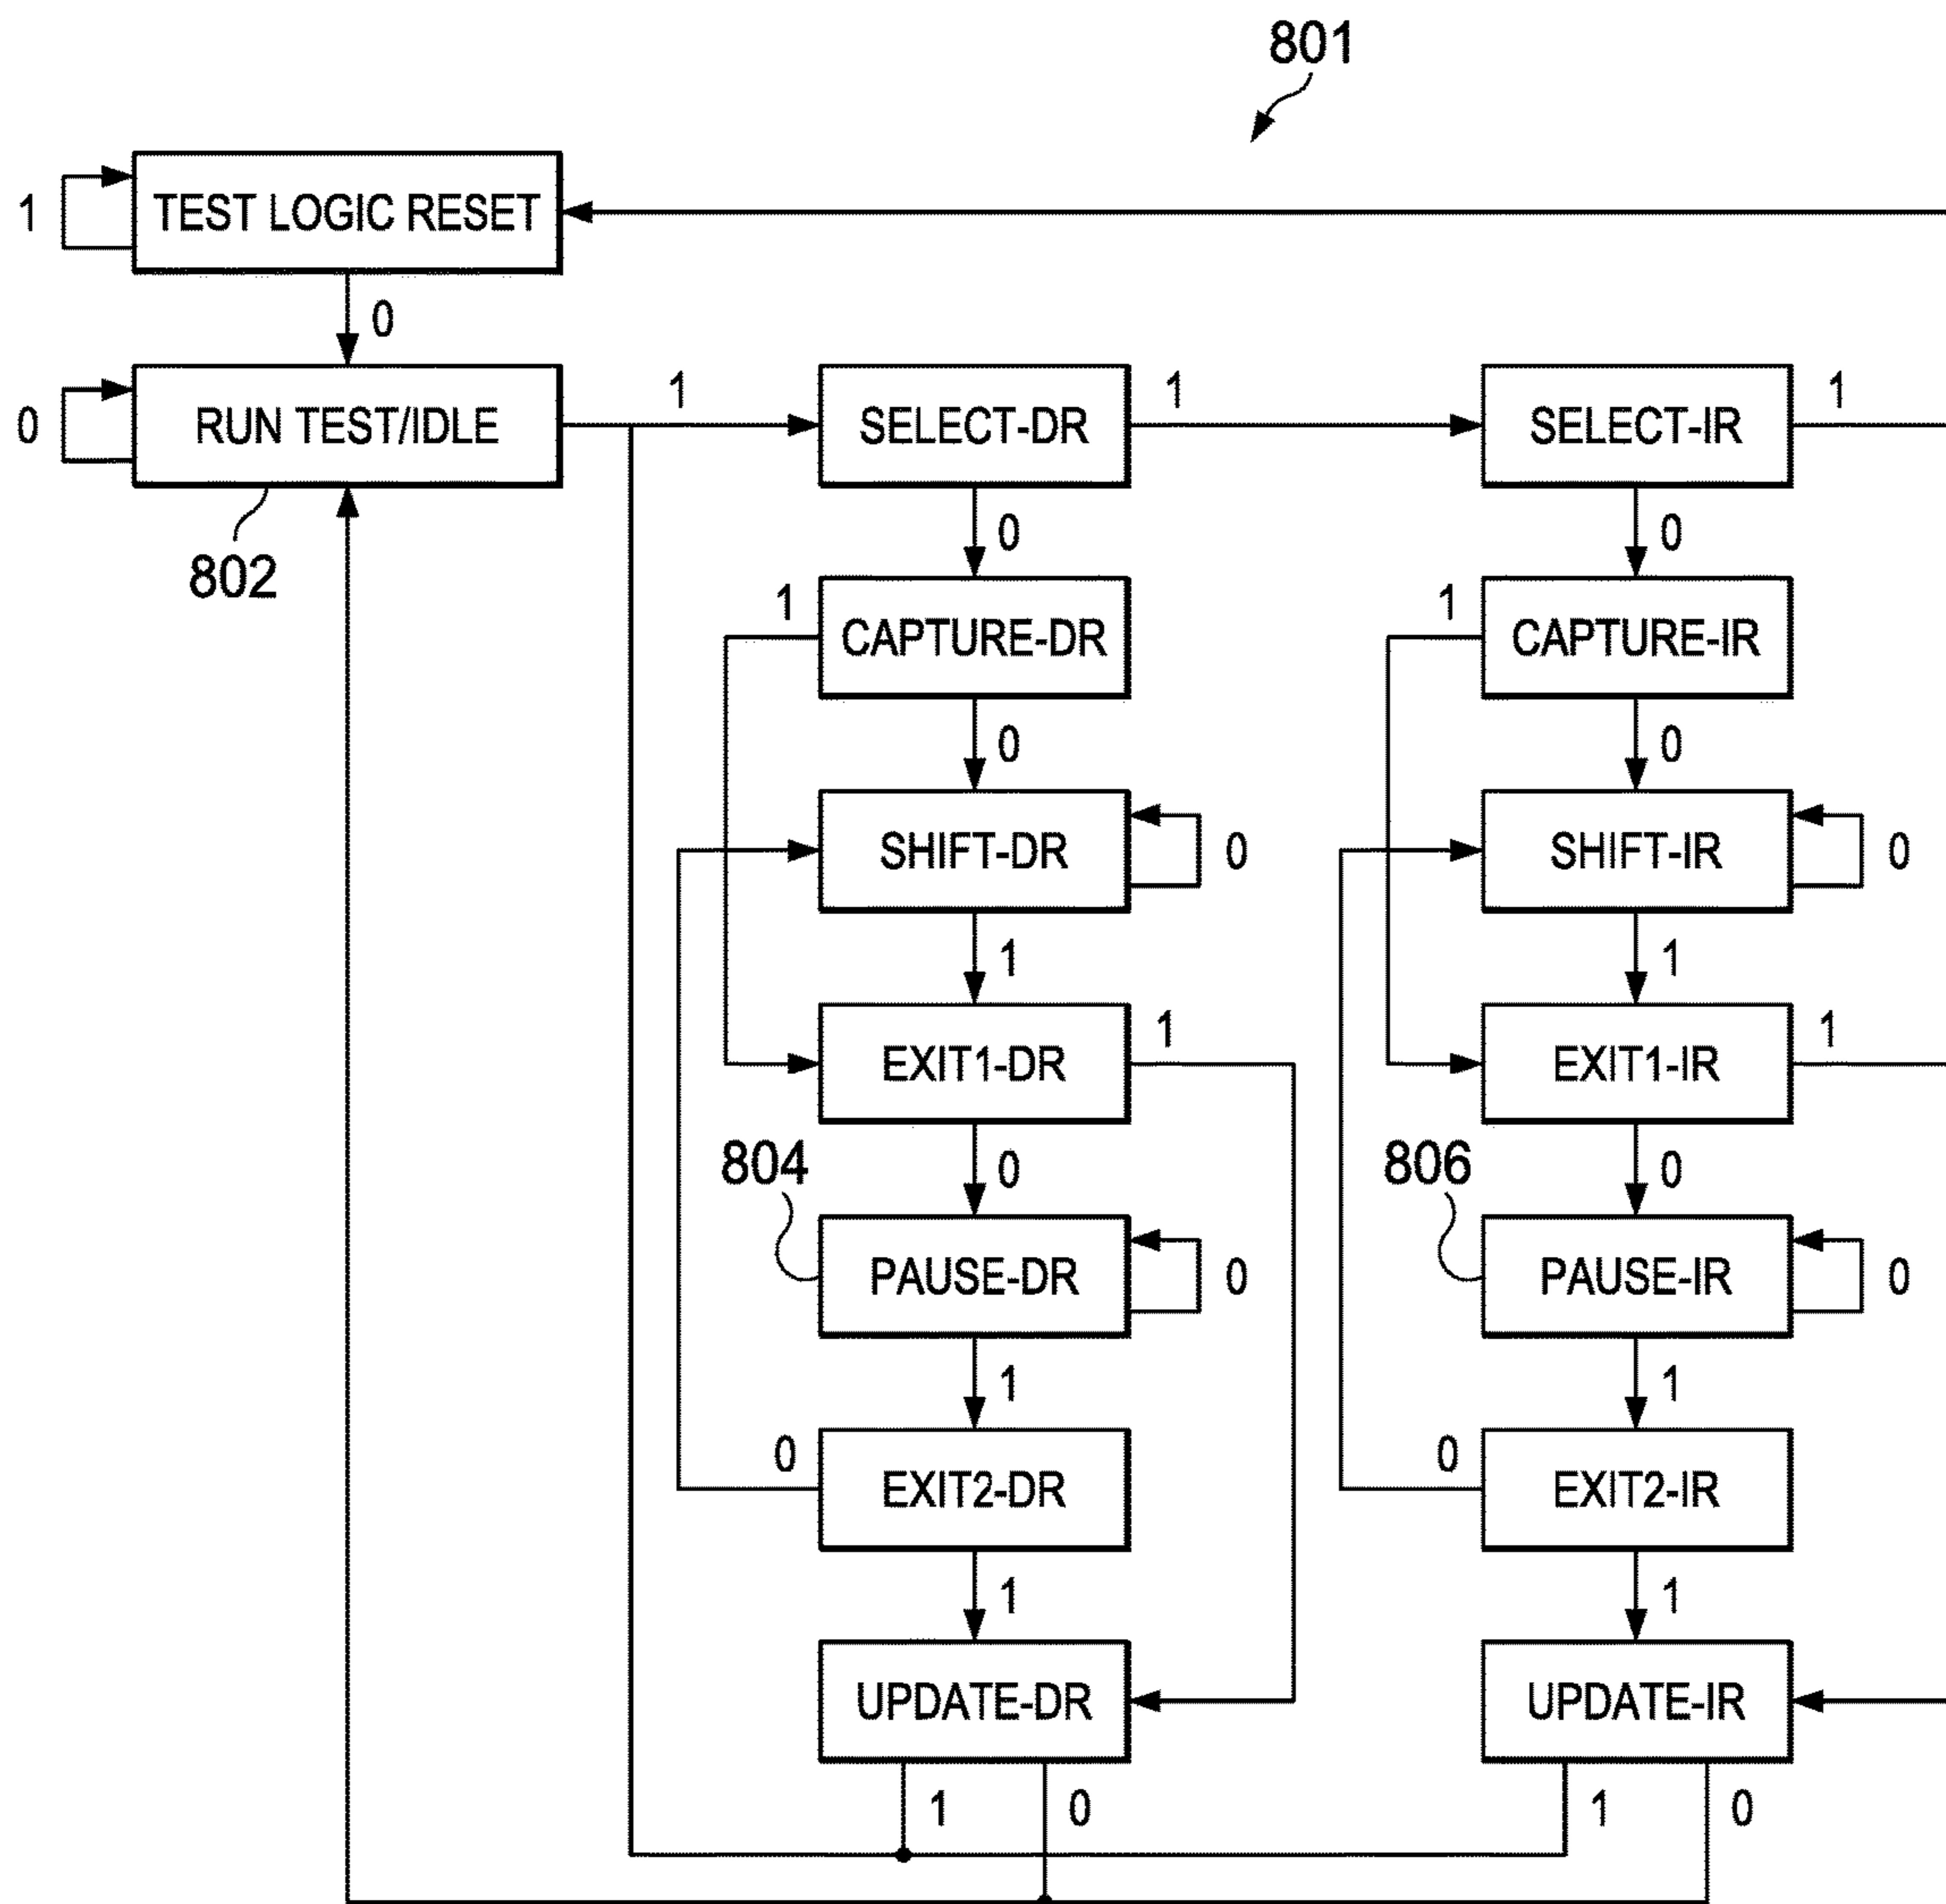 801
1 TEST LOGIC RESET
0
0 RUN TEST/IDLE 1 SELECT-DR 1 SELECT-IR 1
802
0 0
1 CAPTURE-DR 1 CAPTURE-IR
0 0
SHIFT-DR 0 SHIFT-IR 0
1 1
EXIT1-DR 1 EXIT1-IR 1
804 0 806 0
PAUSE-DR 0 PAUSE-IR 0
1 1
0 EXIT2-DR 0 EXIT2-IR
1 1
UPDATE-DR UPDATE-IR
1 0 1 0